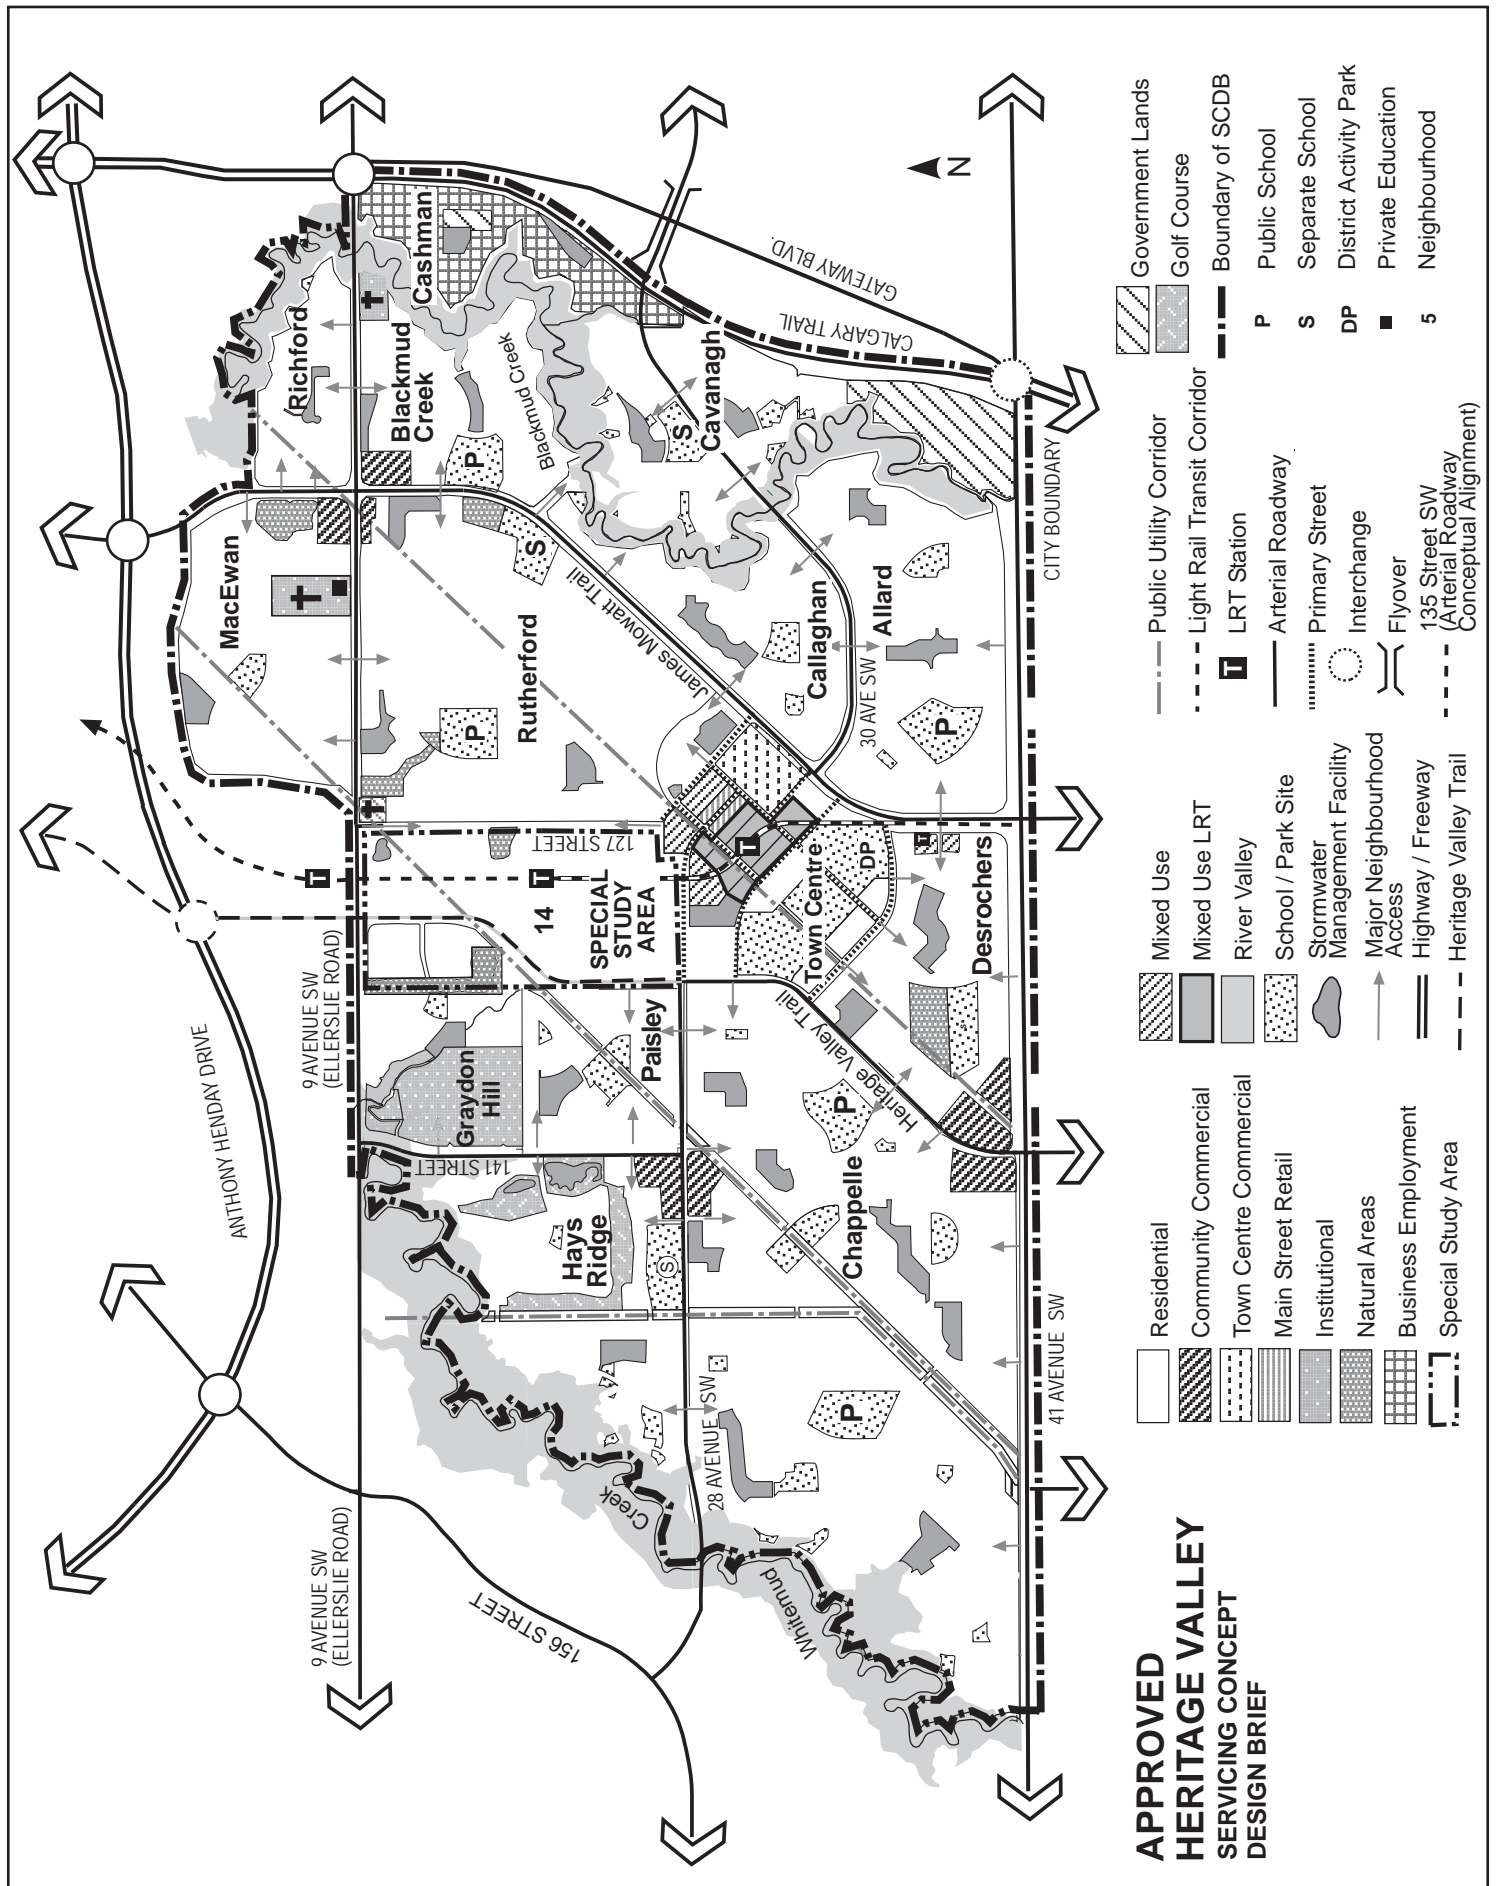 ANTHONY HENDAY DRIVE
9 AVENUE SW
(ELLERSLIE ROAD)
9 AVENUE SW
(ELLERSLIE ROAD)
156 STREET
141 STREET
127 STREET
28 AVENUE SW
30 AVE SW
41 AVENUE SW
CITY BOUNDARY
CALGARY TRAIL
GATEWAY BLVD.
James Mowatt Trail
Heritage Valley Trail
Whitemud
Creek
Blackmud Creek
MacEwan
Richford
Blackmud
Creek
Cashman
Rutherford
Cavanagh
Callaghan
Allard
Graydon
Hill
Hays
Ridge
Paisley
Chappelle
Desrochers
Town Centre
14
SPECIAL
STUDY
AREA
P
P
P
P
P
S
S
S
S
DP
T
T
T
T
N
APPROVED
HERITAGE VALLEY
SERVICING CONCEPT
DESIGN BRIEF
Residential
Community Commercial
Town Centre Commercial
Main Street Retail
Institutional
Natural Areas
Business Employment
Special Study Area
Mixed Use
Mixed Use LRT
River Valley
School / Park Site
Stormwater
Management Facility
Major Neighbourhood
Access
Highway / Freeway
Heritage Valley Trail
Public Utility Corridor
Light Rail Transit Corridor
T LRT Station
Arterial Roadway
Primary Street
Interchange
Flyover
135 Street SW
(Arterial Roadway
Conceptual Alignment)
Government Lands
Golf Course
Boundary of SCDB
P Public School
S Separate School
DP District Activity Park
Private Education
5 Neighbourhood